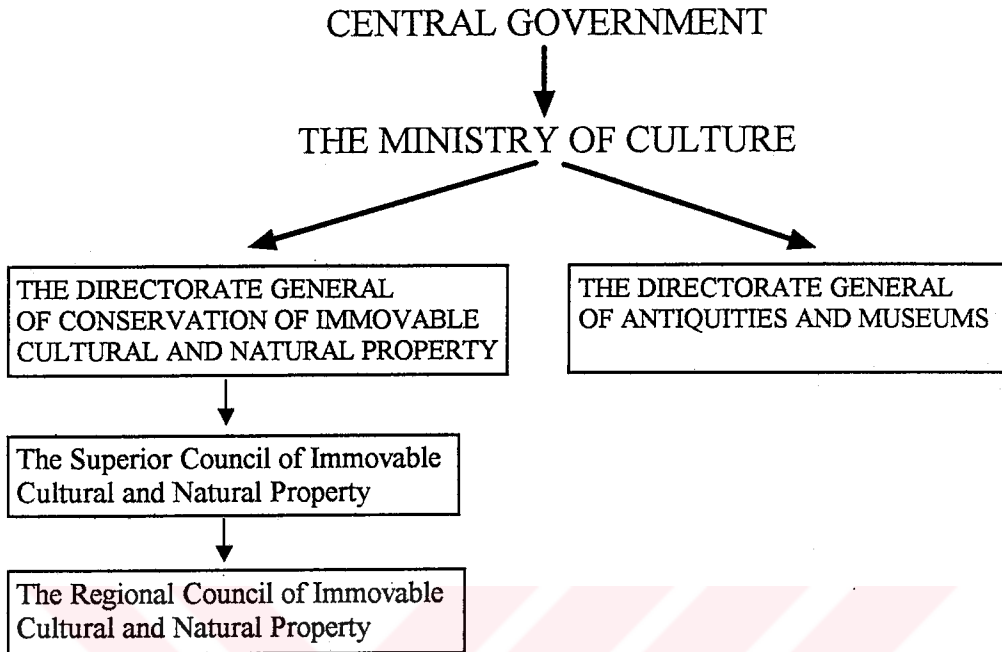 CENTRAL GOVERNMENT
THE MINISTRY OF CULTURE
THE DIRECTORATE GENERAL
OF CONSERVATION OF IMMOVABLE
CULTURAL AND NATURAL PROPERTY
THE DIRECTORATE GENERAL
OF ANTIQUITIES AND MUSEUMS
The Superior Council of Immovable
Cultural and Natural Property
The Regional Council of Immovable
Cultural and Natural Property